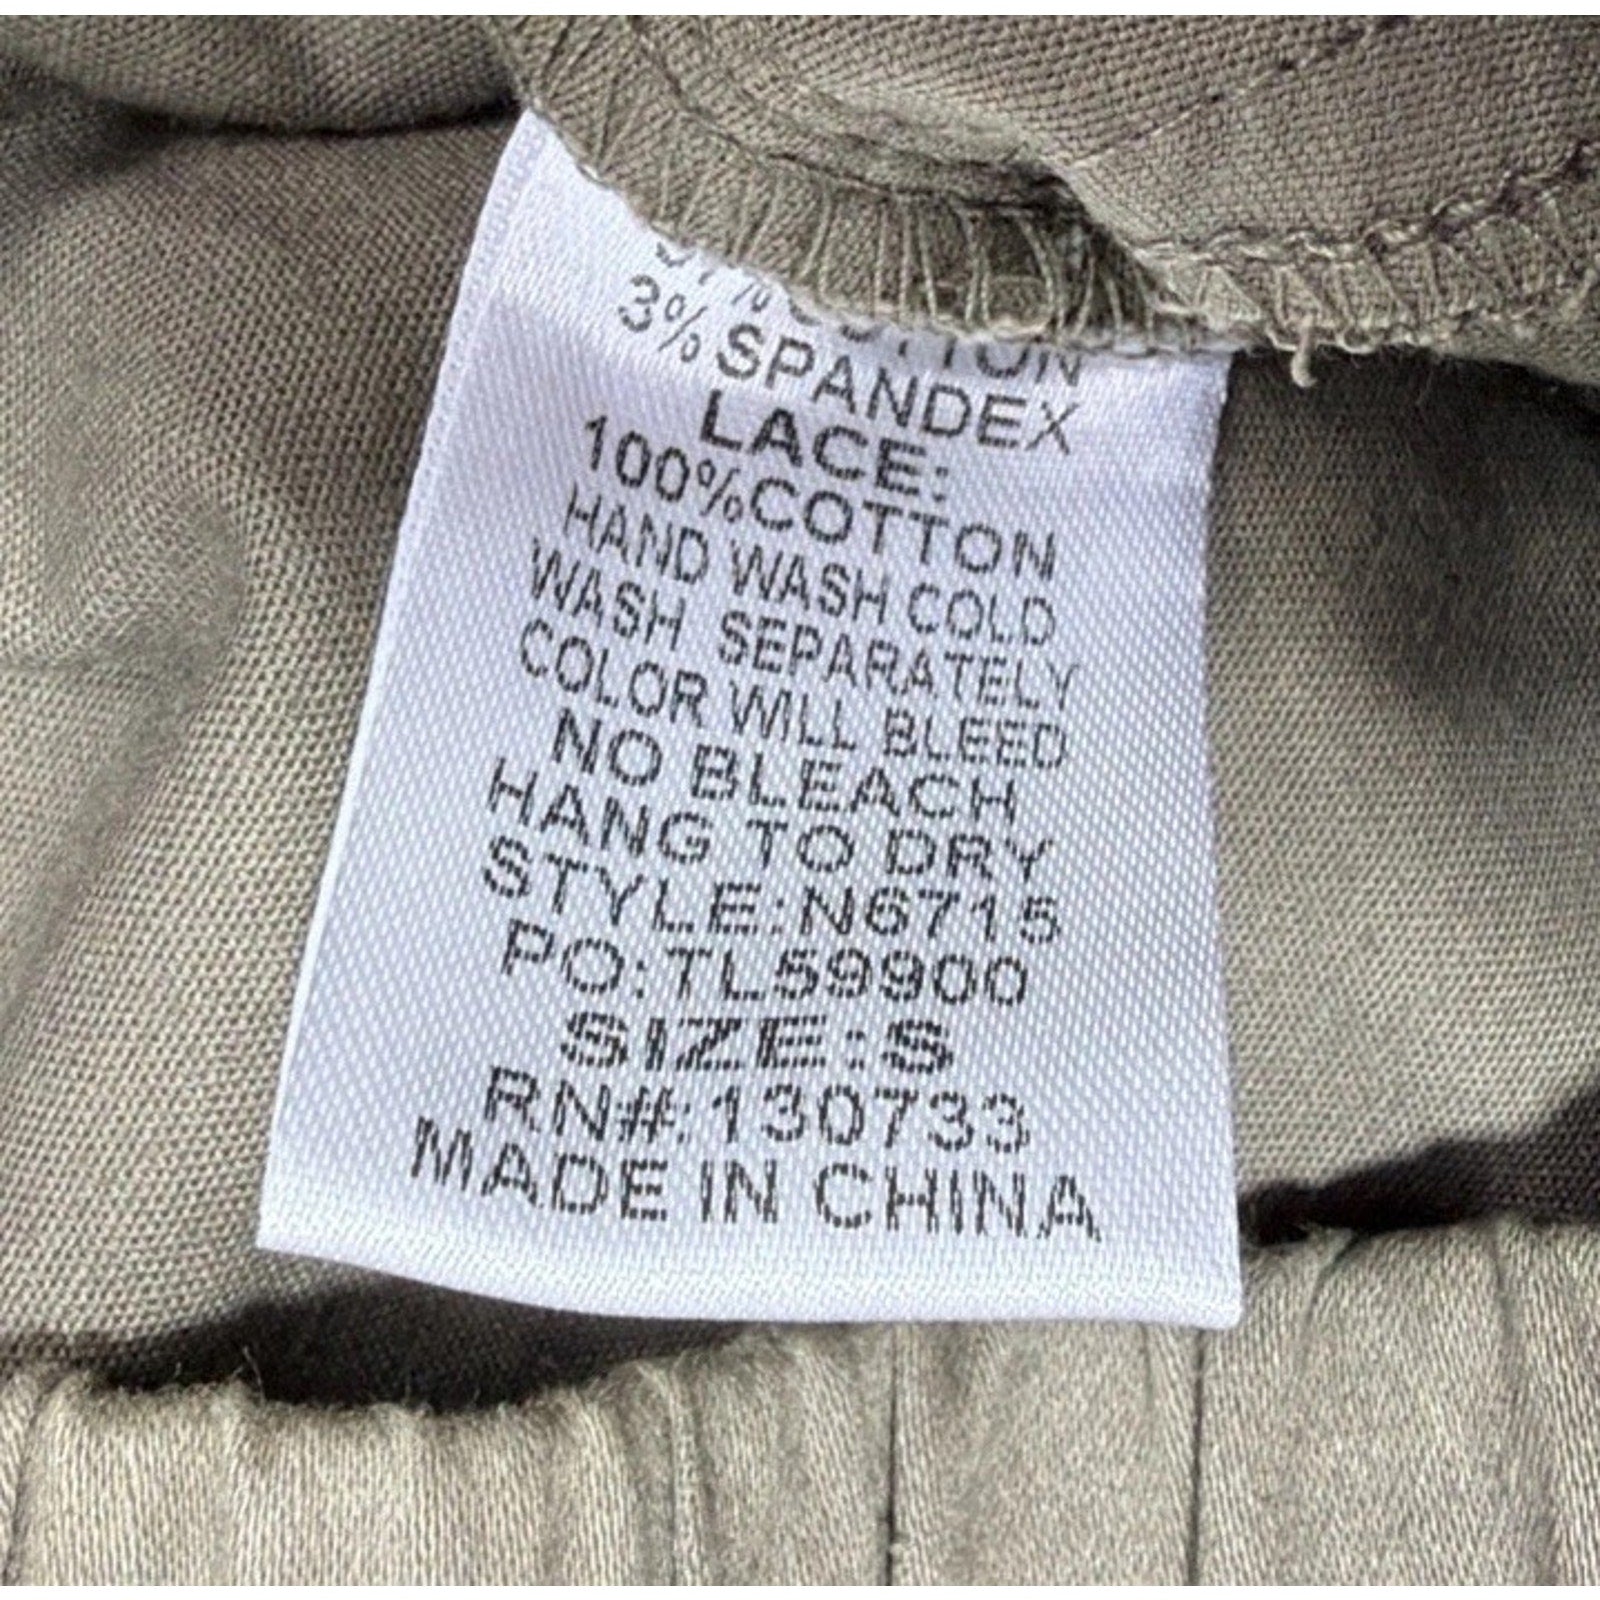 COTTON
3% SPANDEX
LACE:
100%COTTON
HAND WASH COLD
WASH SEPARATELY
COLOR WILL BLEED
NO BLEACH
HANG TO DRY
STYLE:N6715
PO:TL59900
SIZE:S
RN#:130733
MADE IN CHINA